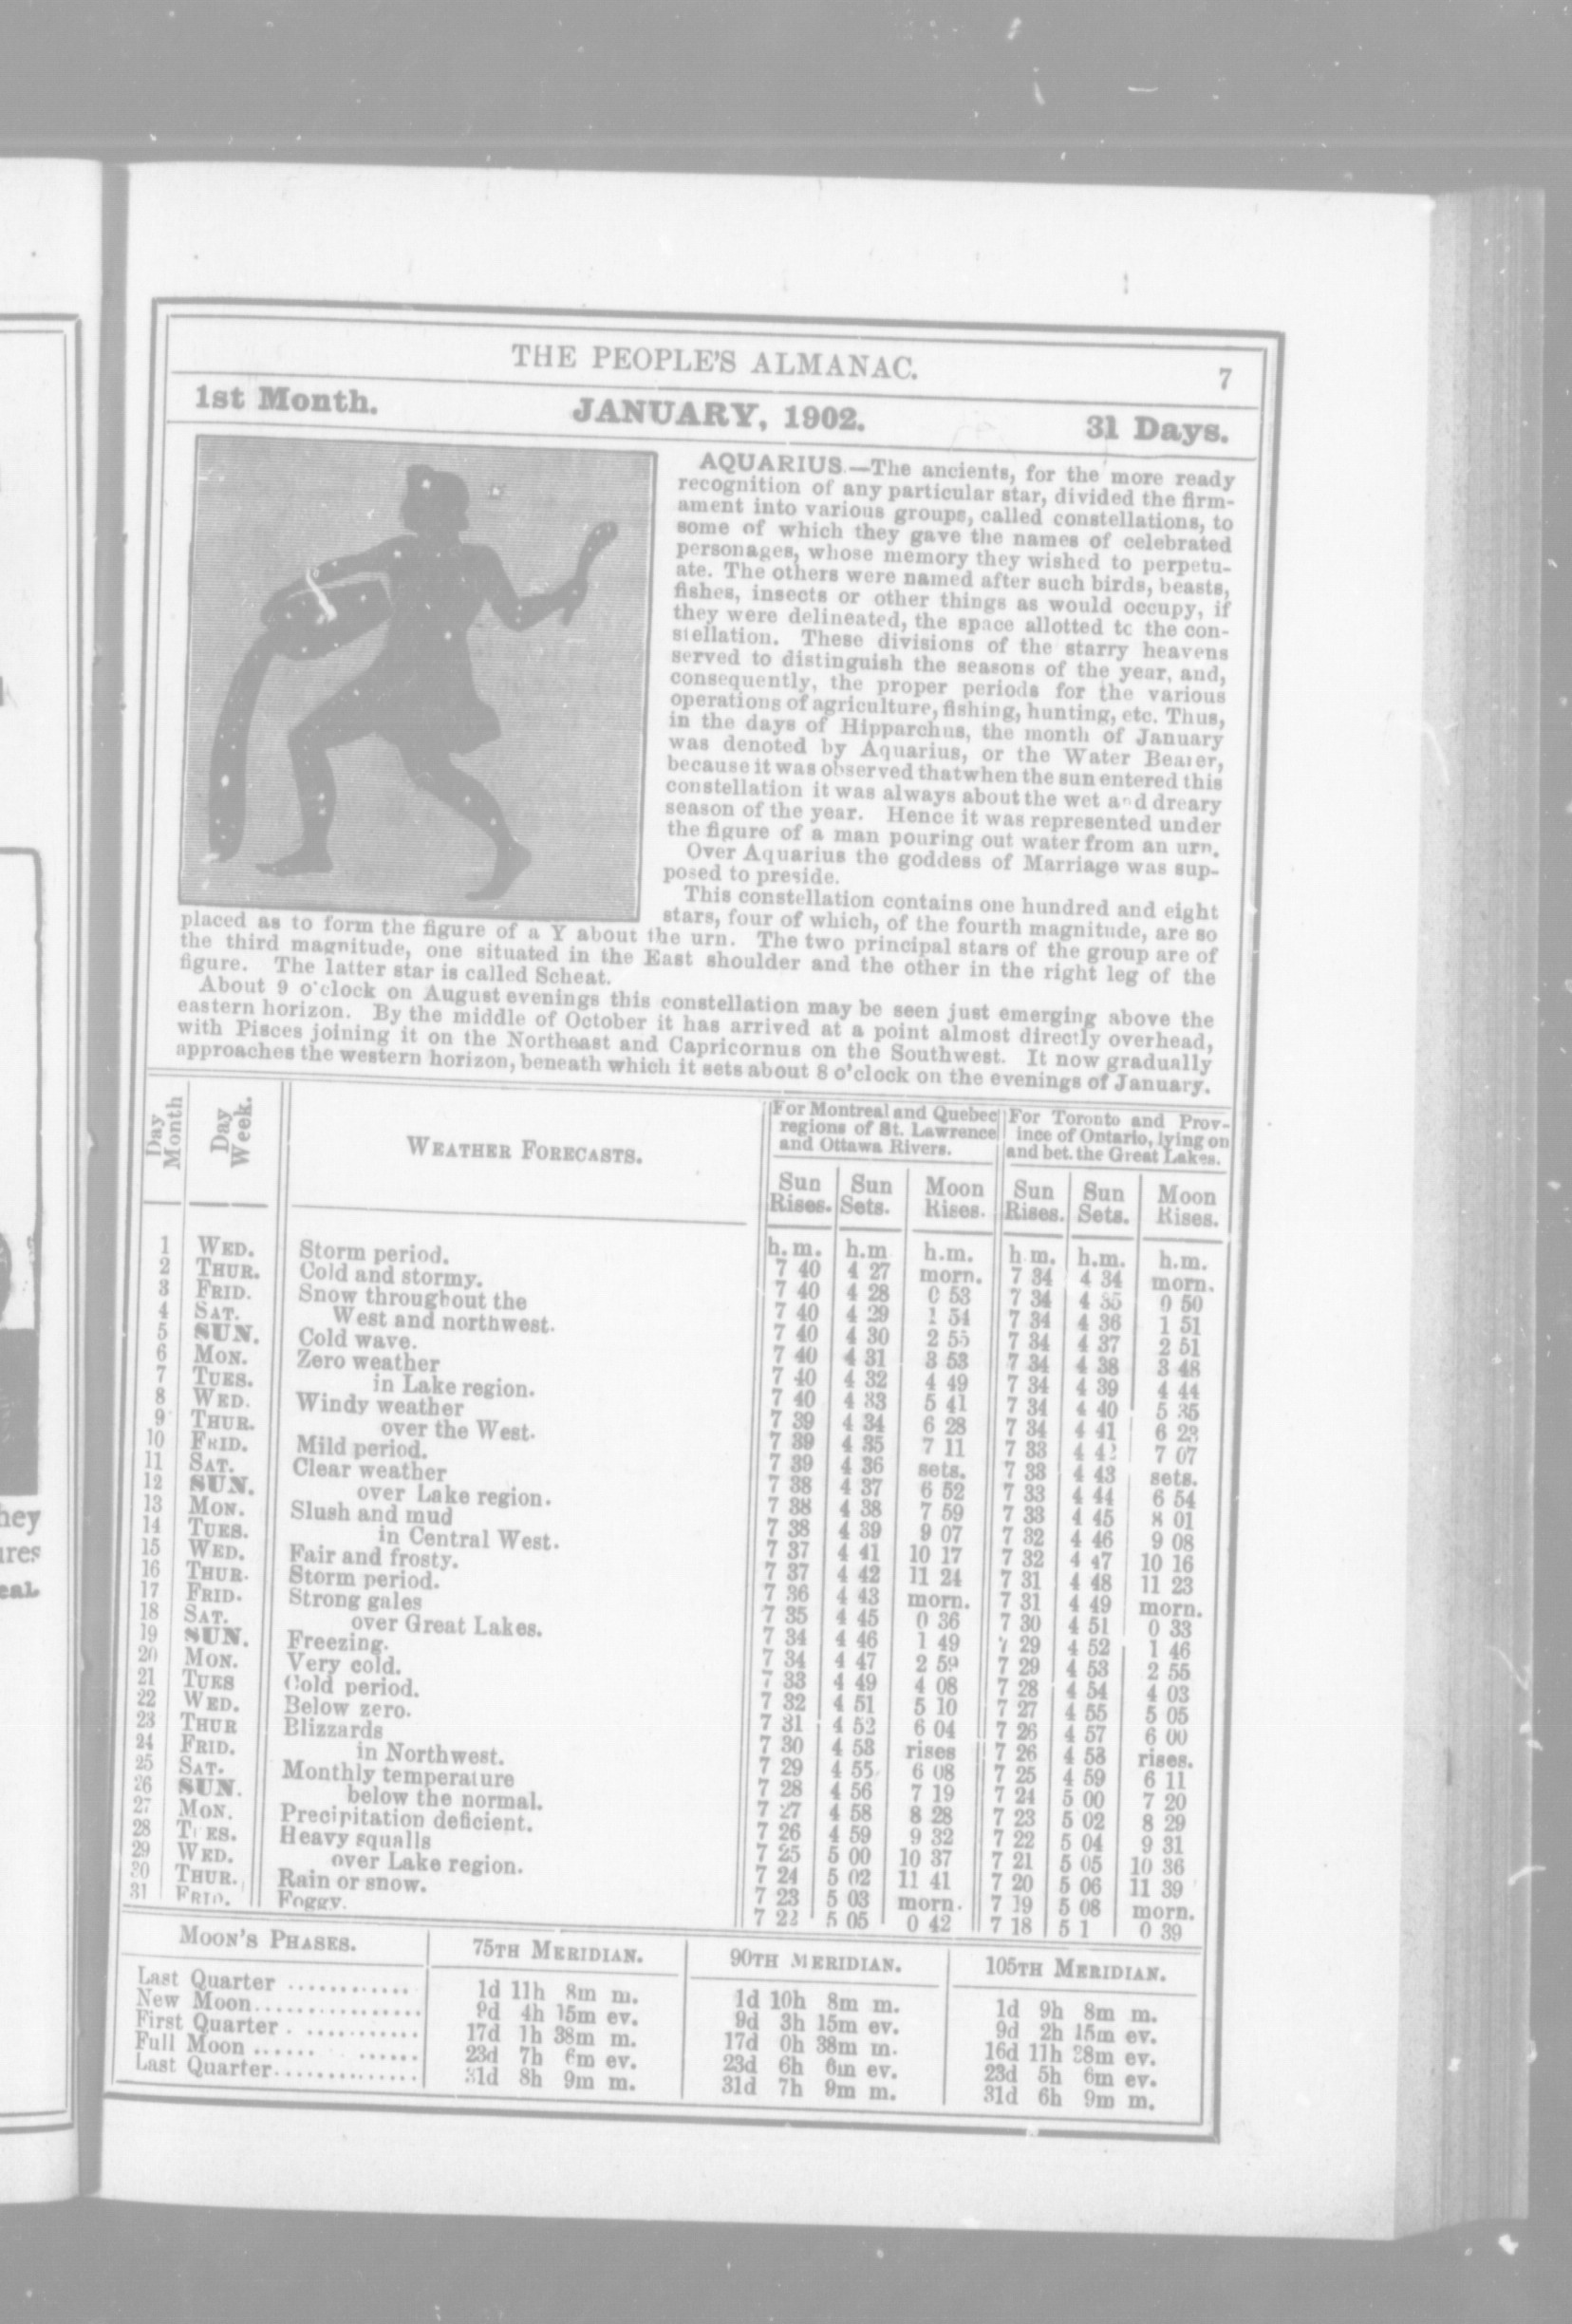 THE PEOPLE'S ALMANAC. 7
1st Month. JANUARY, 1902. 31 Days.
AQUARIUS.—The ancients, for the more ready
recognition of any particular star, divided the firm-
ament into various groups, called constellations, to
some of which they gave the names of celebrated
personages, whose memory they wished to perpetu-
ate. The others were named after such birds, beasts,
fishes, insects or other things as would occupy, if
they were delineated, the space allotted to the con-
stellation. These divisions of the starry heavens
served to distinguish the seasons of the year, and,
consequently, the proper periods for the various
operations of agriculture, fishing, hunting, etc. Thus,
in the days of Hipparchus, the month of January
was denoted by Aquarius, or the Water Bearer,
because it was observed that when the sun entered this
constellation it was always about the wet and dreary
season of the year. Hence it was represented under
the figure of a man pouring out water from an urn.
Over Aquarius the goddess of Marriage was sup-
posed to preside.
This constellation contains one hundred and eight
stars, four of which, of the fourth magnitude, are so
placed as to form the figure of a Y about the urn. The two principal stars of the group are of
the third magnitude, one situated in the East shoulder and the other in the right leg of the
figure. The latter star is called Scheat.
About 9 o'clock on August evenings this constellation may be seen just emerging above the
eastern horizon. By the middle of October it has arrived at a point almost directly overhead,
with Pisces joining it on the Northeast and Capricornus on the Southwest. It now gradually
approaches the western horizon, beneath which it sets about 8 o'clock on the evenings of January.
Day Month
Day Week.
WEATHER FORECASTS.
For Montreal and Quebec
regions of St. Lawrence
and Ottawa Rivers.
For Toronto and Prov-
ince of Ontario, lying on
and bet. the Great Lakes.
Sun Rises. Sun Sets. Moon Rises. Sun Rises. Sun Sets. Moon Rises.
h. m. h.m h.m. h.m. h.m. h.m.
1 WED. Storm period. 7 40 4 27 morn. 7 34 4 34 morn.
2 THUR. Cold and stormy. 7 40 4 28 0 53 7 34 4 35 0 50
3 FRID. Snow throughout the 7 40 4 29 1 54 7 34 4 36 1 51
4 SAT. West and northwest. 7 40 4 30 2 55 7 34 4 37 2 51
5 SUN. Cold wave. 7 40 4 31 3 53 7 34 4 38 3 48
6 MON. Zero weather 7 40 4 32 4 49 7 34 4 39 4 44
7 TUES. in Lake region. 7 40 4 33 5 41 7 34 4 40 5 35
8 WED. Windy weather 7 39 4 34 6 28 7 34 4 41 6 23
9 THUR. over the West. 7 39 4 35 7 11 7 33 4 42 7 07
10 FRID. Mild period. 7 39 4 36 sets. 7 33 4 43 sets.
11 SAT. Clear weather 7 38 4 37 6 52 7 33 4 44 6 54
12 SUN. over Lake region. 7 38 4 38 7 59 7 33 4 45 8 01
13 MON. Slush and mud 7 38 4 39 9 07 7 32 4 46 9 08
14 TUES. in Central West. 7 37 4 41 10 17 7 32 4 47 10 16
15 WED. Fair and frosty. 7 37 4 42 11 24 7 31 4 48 11 23
16 THUR. Storm period. 7 36 4 43 morn. 7 31 4 49 morn.
17 FRID. Strong gales 7 35 4 45 0 36 7 30 4 51 0 33
18 SAT. over Great Lakes. 7 34 4 46 1 49 7 29 4 52 1 46
19 SUN. Freezing. 7 34 4 47 2 59 7 29 4 53 2 55
20 MON. Very cold. 7 33 4 49 4 08 7 28 4 54 4 03
21 TUES Cold period. 7 32 4 51 5 10 7 27 4 55 5 05
22 WED. Below zero. 7 31 4 52 6 04 7 26 4 57 6 00
23 THUR Blizzards 7 30 4 53 rises 7 26 4 58 rises.
24 FRID. in Northwest. 7 29 4 55 6 08 7 25 4 59 6 11
25 SAT. Monthly temperature 7 28 4 56 7 19 7 24 5 00 7 20
26 SUN. below the normal. 7 27 4 58 8 28 7 23 5 02 8 29
27 MON. Precipitation deficient. 7 26 4 59 9 32 7 22 5 04 9 31
28 TUES. Heavy squalls 7 25 5 00 10 37 7 21 5 05 10 36
29 WED. over Lake region. 7 24 5 02 11 41 7 20 5 06 11 39
30 THUR. Rain or snow. 7 23 5 03 morn. 7 19 5 08 morn.
31 FRID. Foggy. 7 22 5 05 0 42 7 18 5 1 0 39
MOON'S PHASES. 75TH MERIDIAN. 90TH MERIDIAN. 105TH MERIDIAN.
Last Quarter ............ 1d 11h 8m m. 1d 10h 8m m. 1d 9h 8m m.
New Moon................ 9d 4h 15m ev. 9d 3h 15m ev. 9d 2h 15m ev.
First Quarter . ........... 17d 1h 38m m. 17d 0h 38m m. 16d 11h 38m ev.
Full Moon ...... ...... 23d 7h 6m ev. 23d 6h 6m ev. 23d 5h 6m ev.
Last Quarter.............. 31d 8h 9m m. 31d 7h 9m m. 31d 6h 9m m.